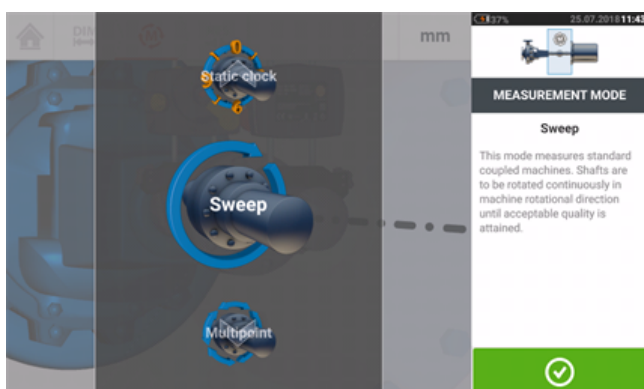 DIM
mm
37%
25.07.2018 11:43
Static clock
Sweep
Multipoint
MEASUREMENT MODE
Sweep
This mode measures standard
coupled machines. Shafts are
to be rotated continuously in
machine rotational direction
until acceptable quality is
attained.